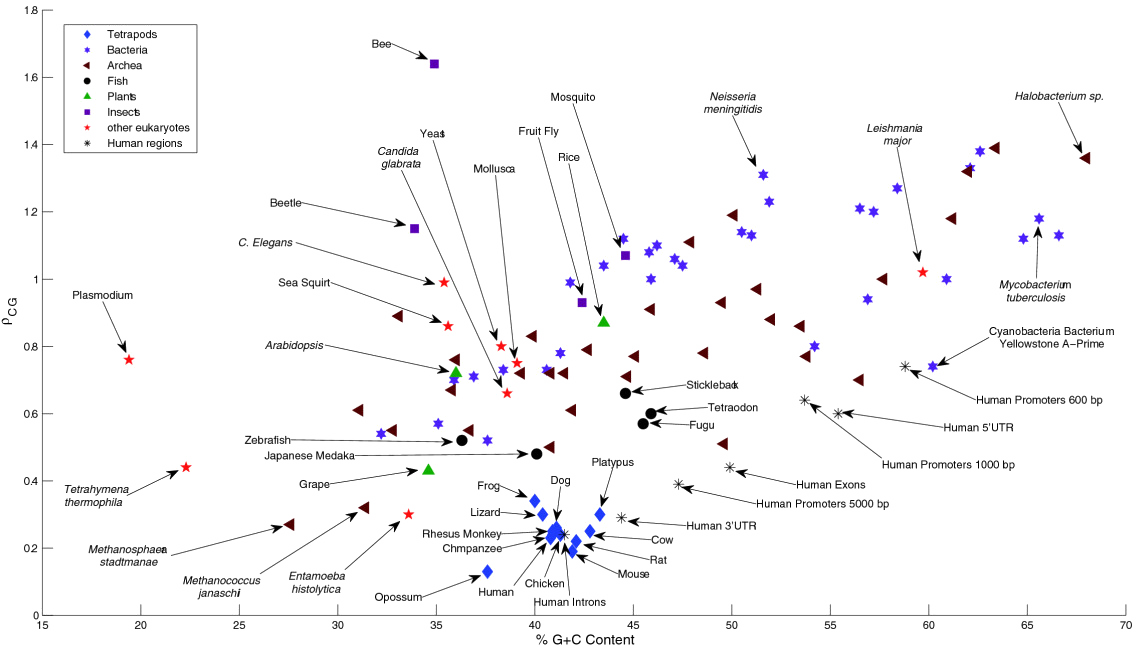 1.8
1.6
1.4
1.2
1
0.8
0.6
0.4
0.2
0
ρCG
Tetrapods
Bacteria
Archea
Fish
Plants
Insects
other eukaryotes
Human regions
Bee
Mosquito
Neisseria
meningitidis
Halobacterium sp.
Yeast
Fruit Fly
Leishmania
major
Candida
glabrata
Rice
Mollusca
Beetle
C. Elegans
Sea Squirt
Plasmodium
Mycobacterium
tuberculosis
Arabidopsis
Cyanobacteria Bacterium
Yellowstone A−Prime
Stickleback
Human Promoters 600 bp
Tetraodon
Fugu
Human 5'UTR
Zebrafish
Japanese Medaka
Human Promoters 1000 bp
Platypus
Grape
Frog
Dog
Human Exons
Tetrahymena
thermophila
Human Promoters 5000 bp
Lizard
Human 3'UTR
Rhesus Monkey
Cow
Chmpanzee
Methanosphaera
stadtmanae
Rat
Methanococcus
janaschi
Entamoeba
histolytica
Mouse
Chicken
Human
Opossum
Human Introns
15 20 25 30 35 40 45 50 55 60 65 70
% G+C Content